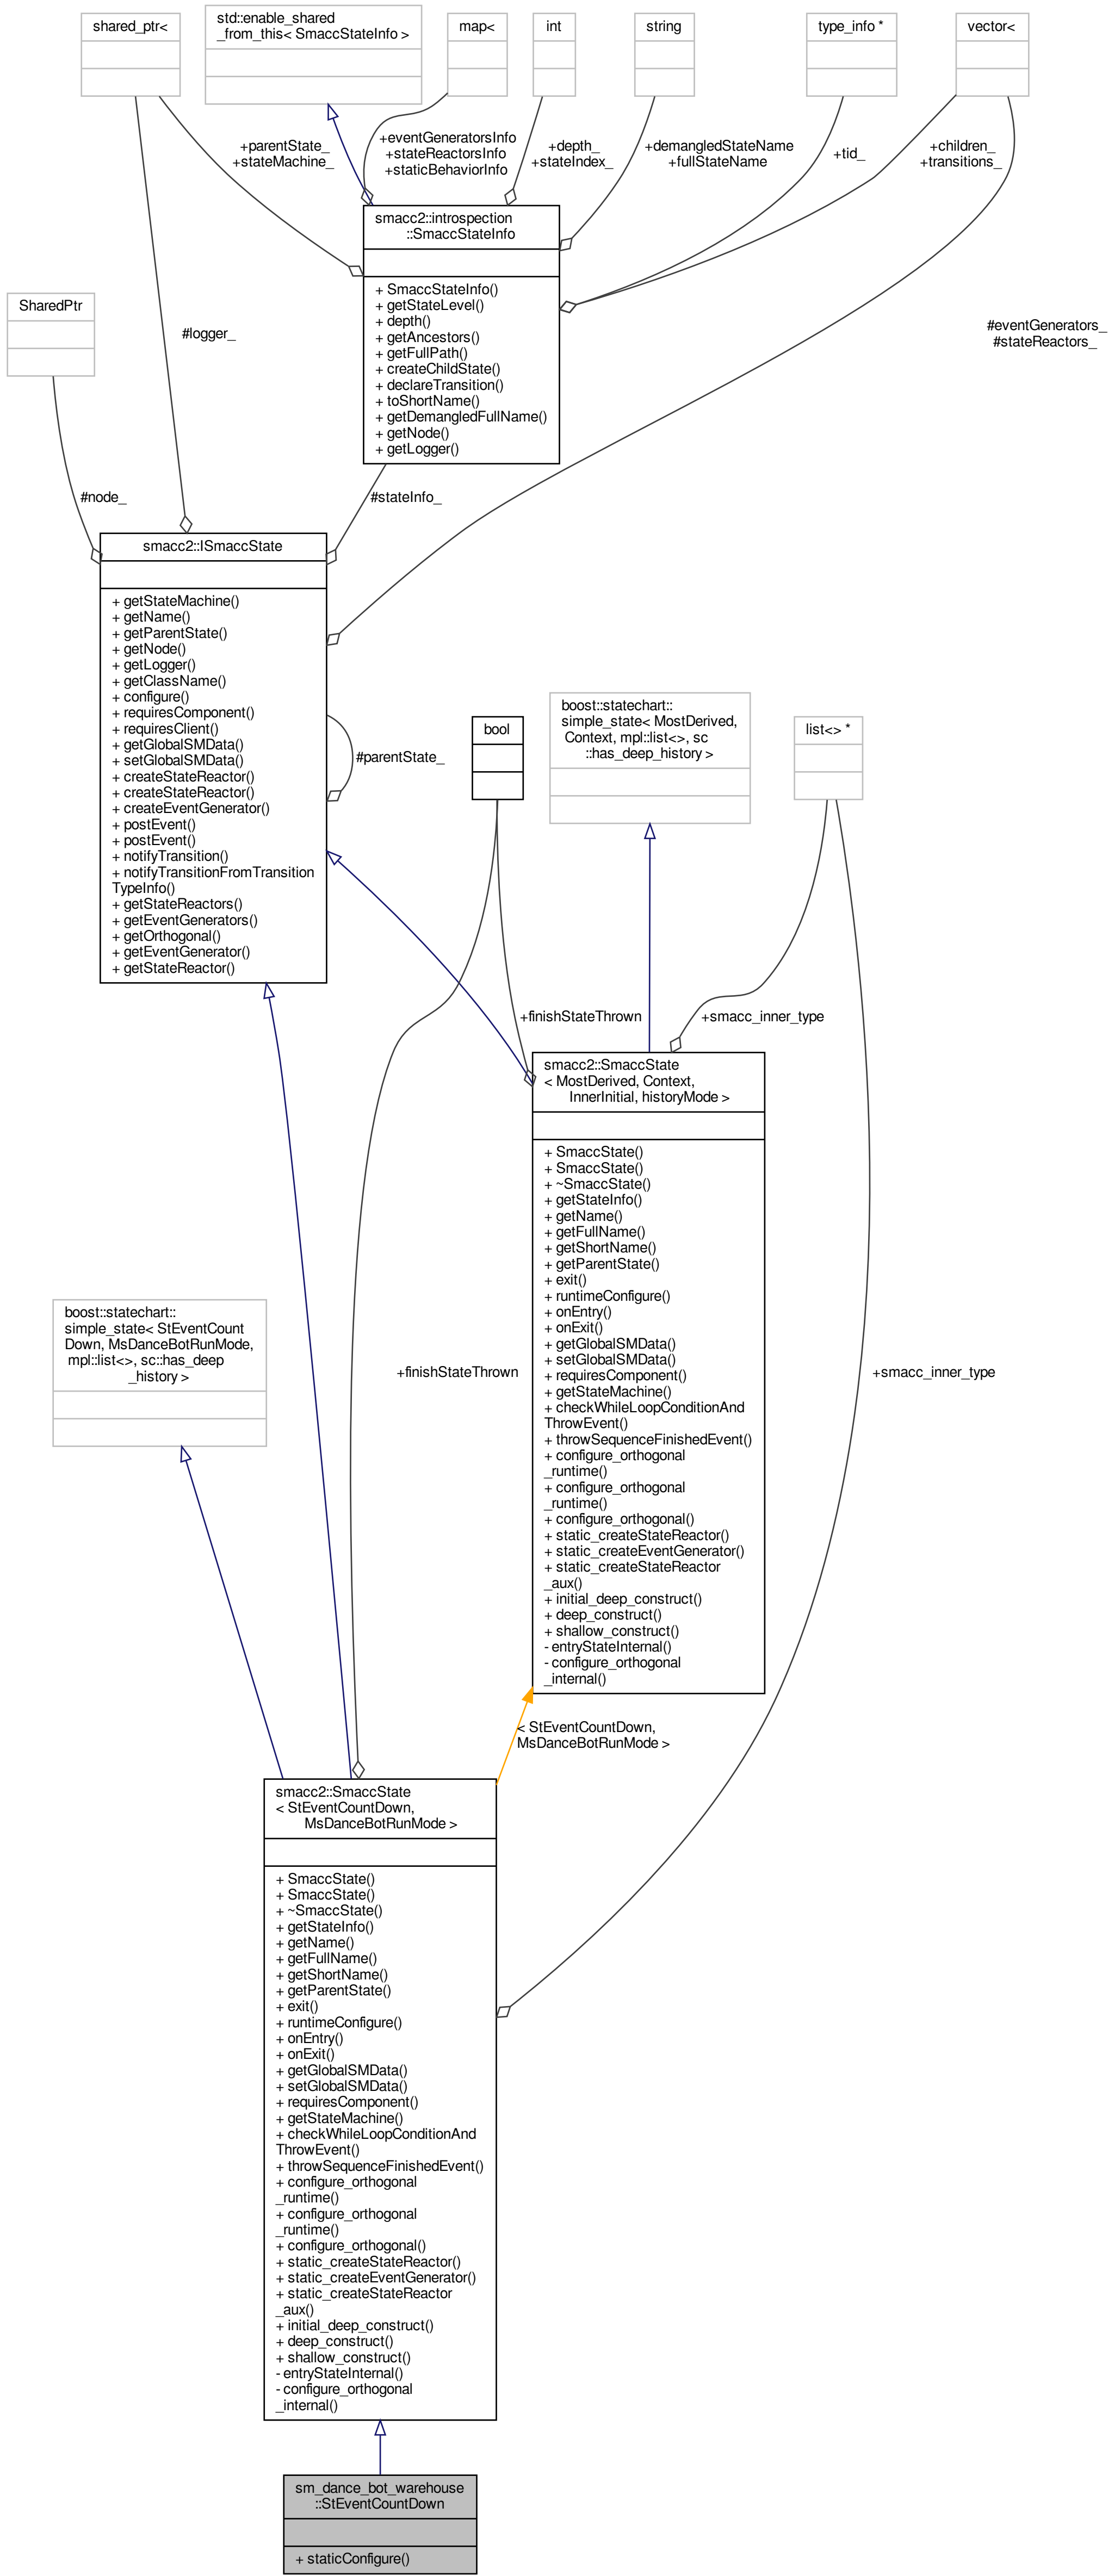 shared_ptr<
std::enable_shared
_from_this< SmaccStateInfo >
map<
int
string
type_info *
vector<
+parentState_
+stateMachine_
+eventGeneratorsInfo
+stateReactorsInfo
+staticBehaviorInfo
+depth_
+stateIndex_
+demangledStateName
+fullStateName
+tid_
+children_
+transitions_
smacc2::introspection
::SmaccStateInfo
+ SmaccStateInfo()
+ getStateLevel()
+ depth()
+ getAncestors()
+ getFullPath()
+ createChildState()
+ declareTransition()
+ toShortName()
+ getDemangledFullName()
+ getNode()
+ getLogger()
SharedPtr
#logger_
#eventGenerators_
#stateReactors_
#node_
#stateInfo_
smacc2::ISmaccState
+ getStateMachine()
+ getName()
+ getParentState()
+ getNode()
+ getLogger()
+ getClassName()
+ configure()
+ requiresComponent()
+ requiresClient()
+ getGlobalSMData()
+ setGlobalSMData()
+ createStateReactor()
+ createStateReactor()
+ createEventGenerator()
+ postEvent()
+ postEvent()
+ notifyTransition()
+ notifyTransitionFromTransition
TypeInfo()
+ getStateReactors()
+ getEventGenerators()
+ getOrthogonal()
+ getEventGenerator()
+ getStateReactor()
#parentState_
bool
boost::statechart::
simple_state< MostDerived,
Context, mpl::list<>, sc
::has_deep_history >
list<> *
+finishStateThrown
+smacc_inner_type
smacc2::SmaccState
< MostDerived, Context,
InnerInitial, historyMode >
+ SmaccState()
+ SmaccState()
+ ~SmaccState()
+ getStateInfo()
+ getName()
+ getFullName()
+ getShortName()
+ getParentState()
+ exit()
+ runtimeConfigure()
+ onEntry()
+ onExit()
+ getGlobalSMData()
+ setGlobalSMData()
+ requiresComponent()
+ getStateMachine()
+ checkWhileLoopConditionAnd
ThrowEvent()
+ throwSequenceFinishedEvent()
+ configure_orthogonal
_runtime()
+ configure_orthogonal
_runtime()
+ configure_orthogonal()
+ static_createStateReactor()
+ static_createEventGenerator()
+ static_createStateReactor
_aux()
+ initial_deep_construct()
+ deep_construct()
+ shallow_construct()
- entryStateInternal()
- configure_orthogonal
_internal()
boost::statechart::
simple_state< StEventCount
Down, MsDanceBotRunMode,
mpl::list<>, sc::has_deep
_history >
+finishStateThrown
+smacc_inner_type
< StEventCountDown,
MsDanceBotRunMode >
smacc2::SmaccState
< StEventCountDown,
MsDanceBotRunMode >
+ SmaccState()
+ SmaccState()
+ ~SmaccState()
+ getStateInfo()
+ getName()
+ getFullName()
+ getShortName()
+ getParentState()
+ exit()
+ runtimeConfigure()
+ onEntry()
+ onExit()
+ getGlobalSMData()
+ setGlobalSMData()
+ requiresComponent()
+ getStateMachine()
+ checkWhileLoopConditionAnd
ThrowEvent()
+ throwSequenceFinishedEvent()
+ configure_orthogonal
_runtime()
+ configure_orthogonal
_runtime()
+ configure_orthogonal()
+ static_createStateReactor()
+ static_createEventGenerator()
+ static_createStateReactor
_aux()
+ initial_deep_construct()
+ deep_construct()
+ shallow_construct()
- entryStateInternal()
- configure_orthogonal
_internal()
sm_dance_bot_warehouse
::StEventCountDown
+ staticConfigure()